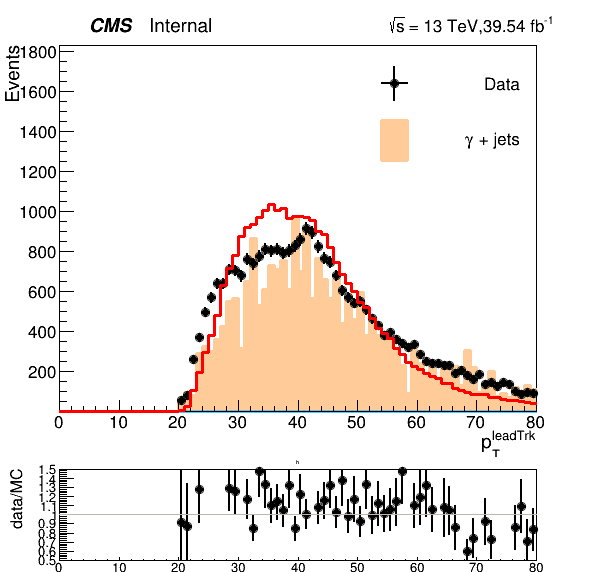 CMS Internal √s = 13 TeV,39.54 fb⁻¹
Events
1800
1600
1400
1200
1000
800
600
400
200
Data
γ + jets
0 10 20 30 40 50 60 70 80
p_T^leadTrk
h
data/MC
1.5
1.4
1.3
1.2
1.1
1
0.9
0.8
0.7
0.6
0.5
0 10 20 30 40 50 60 70 80